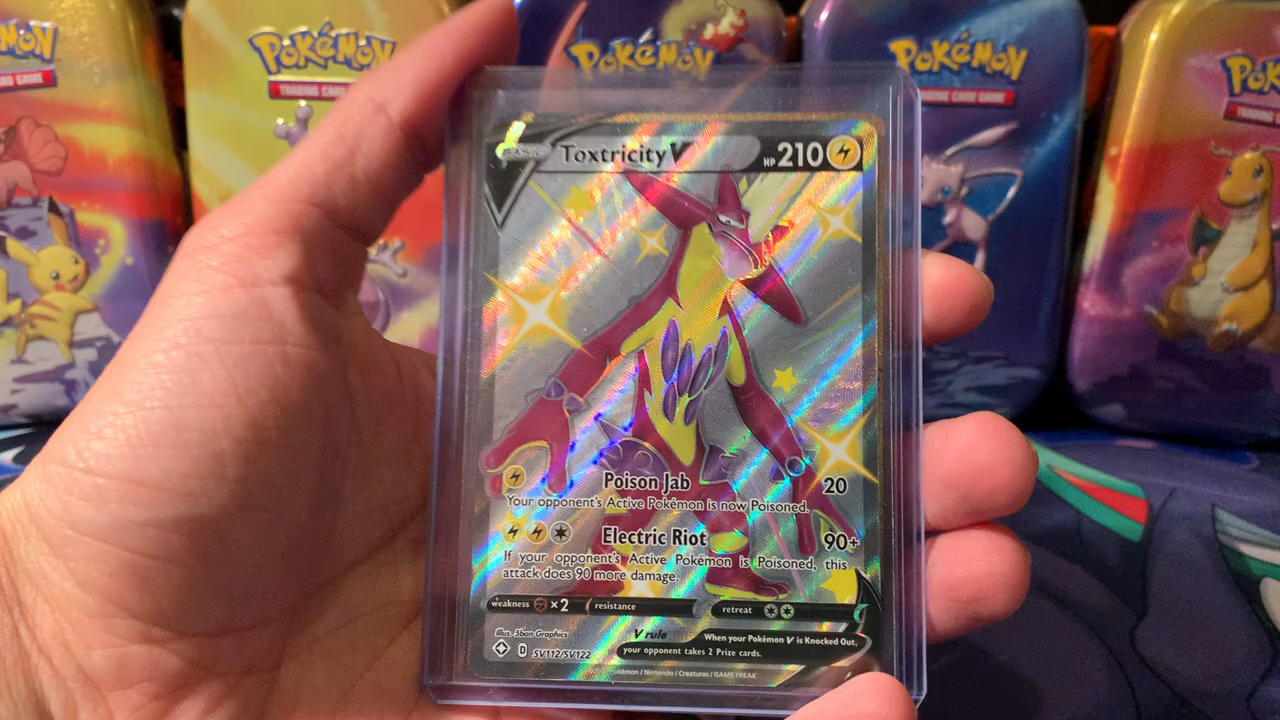 POKéMON
TRADING CARD GAME
POKéMON
POKéMON
POKéMON
TRADING CARD GAME
BASIC
Toxtricity V
HP 210
Poison Jab 20
Your opponent's Active Pokémon is now Poisoned.
Electric Riot 90+
If your opponent's Active Pokémon is Poisoned, this
attack does 90 more damage.
weakness ×2 resistance retreat
Illus. 5ban Graphics
V rule When your Pokémon V is Knocked Out,
your opponent takes 2 Prize cards.
D SV112/SV122
Pokémon / Nintendo / Creatures / GAME FREAK